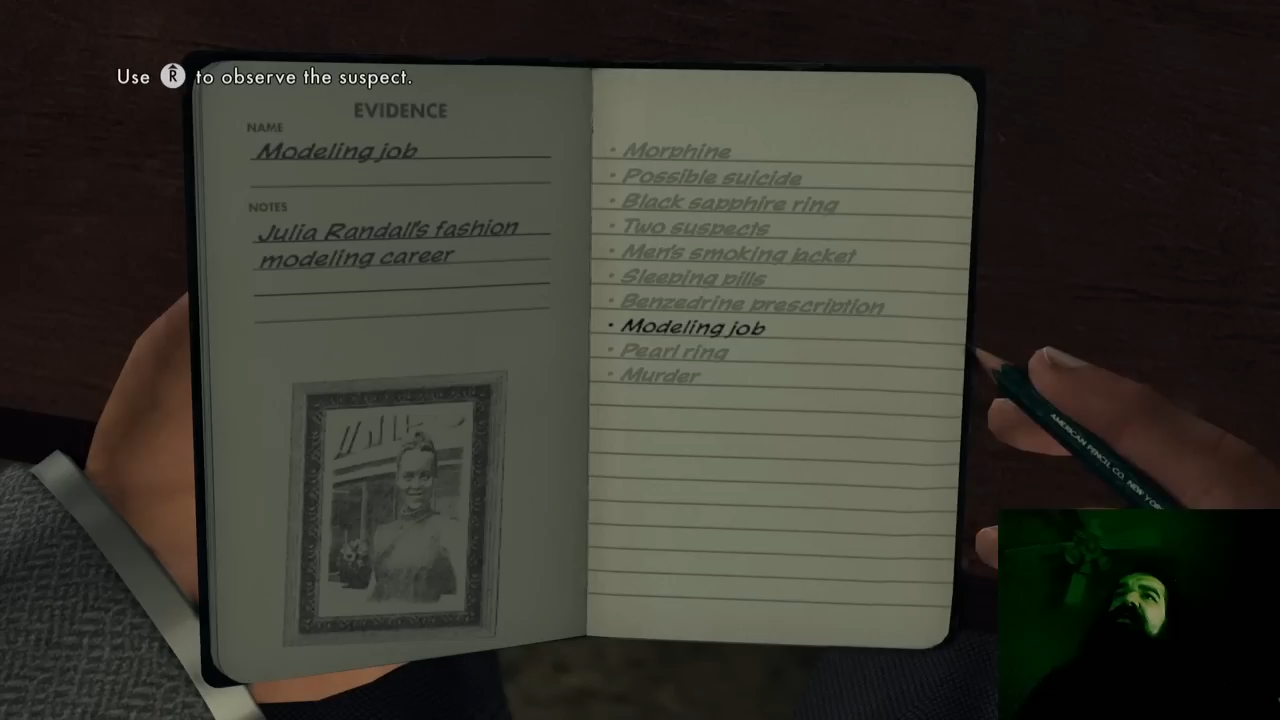 Use R to observe the suspect.
EVIDENCE
NAME
Modeling job
NOTES
Julia Randall's fashion
modeling career
• Morphine
• Possible suicide
• Black sapphire ring
• Two suspects
• Men's smoking jacket
• Sleeping pills
• Benzedrine prescription
• Modeling job
• Pearl ring
• Murder
AMERICAN PENCIL CO. NEW YORK